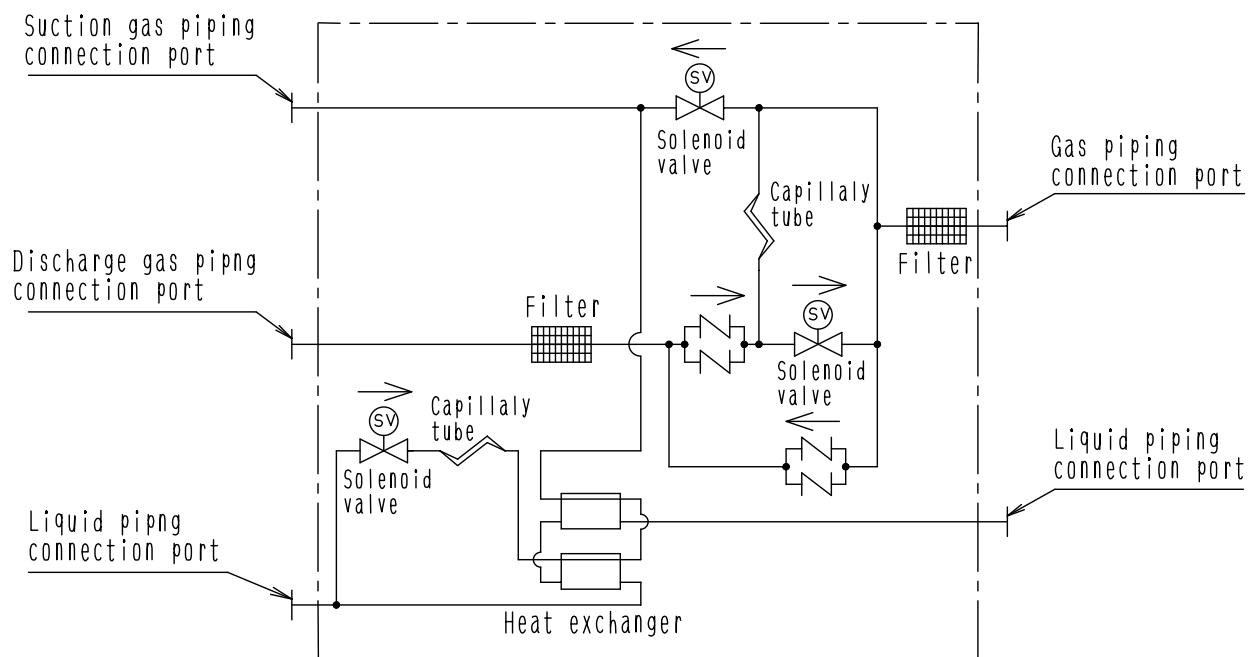 Suction gas piping
connection port
SV
Solenoid
valve
Gas piping
connection port
Capillaly
tube
Filter
Discharge gas pipng
connection port
Filter
SV
Solenoid
valve
Capillaly
tube
SV
Solenoid
valve
Liquid piping
connection port
Liquid pipng
connection port
Heat exchanger